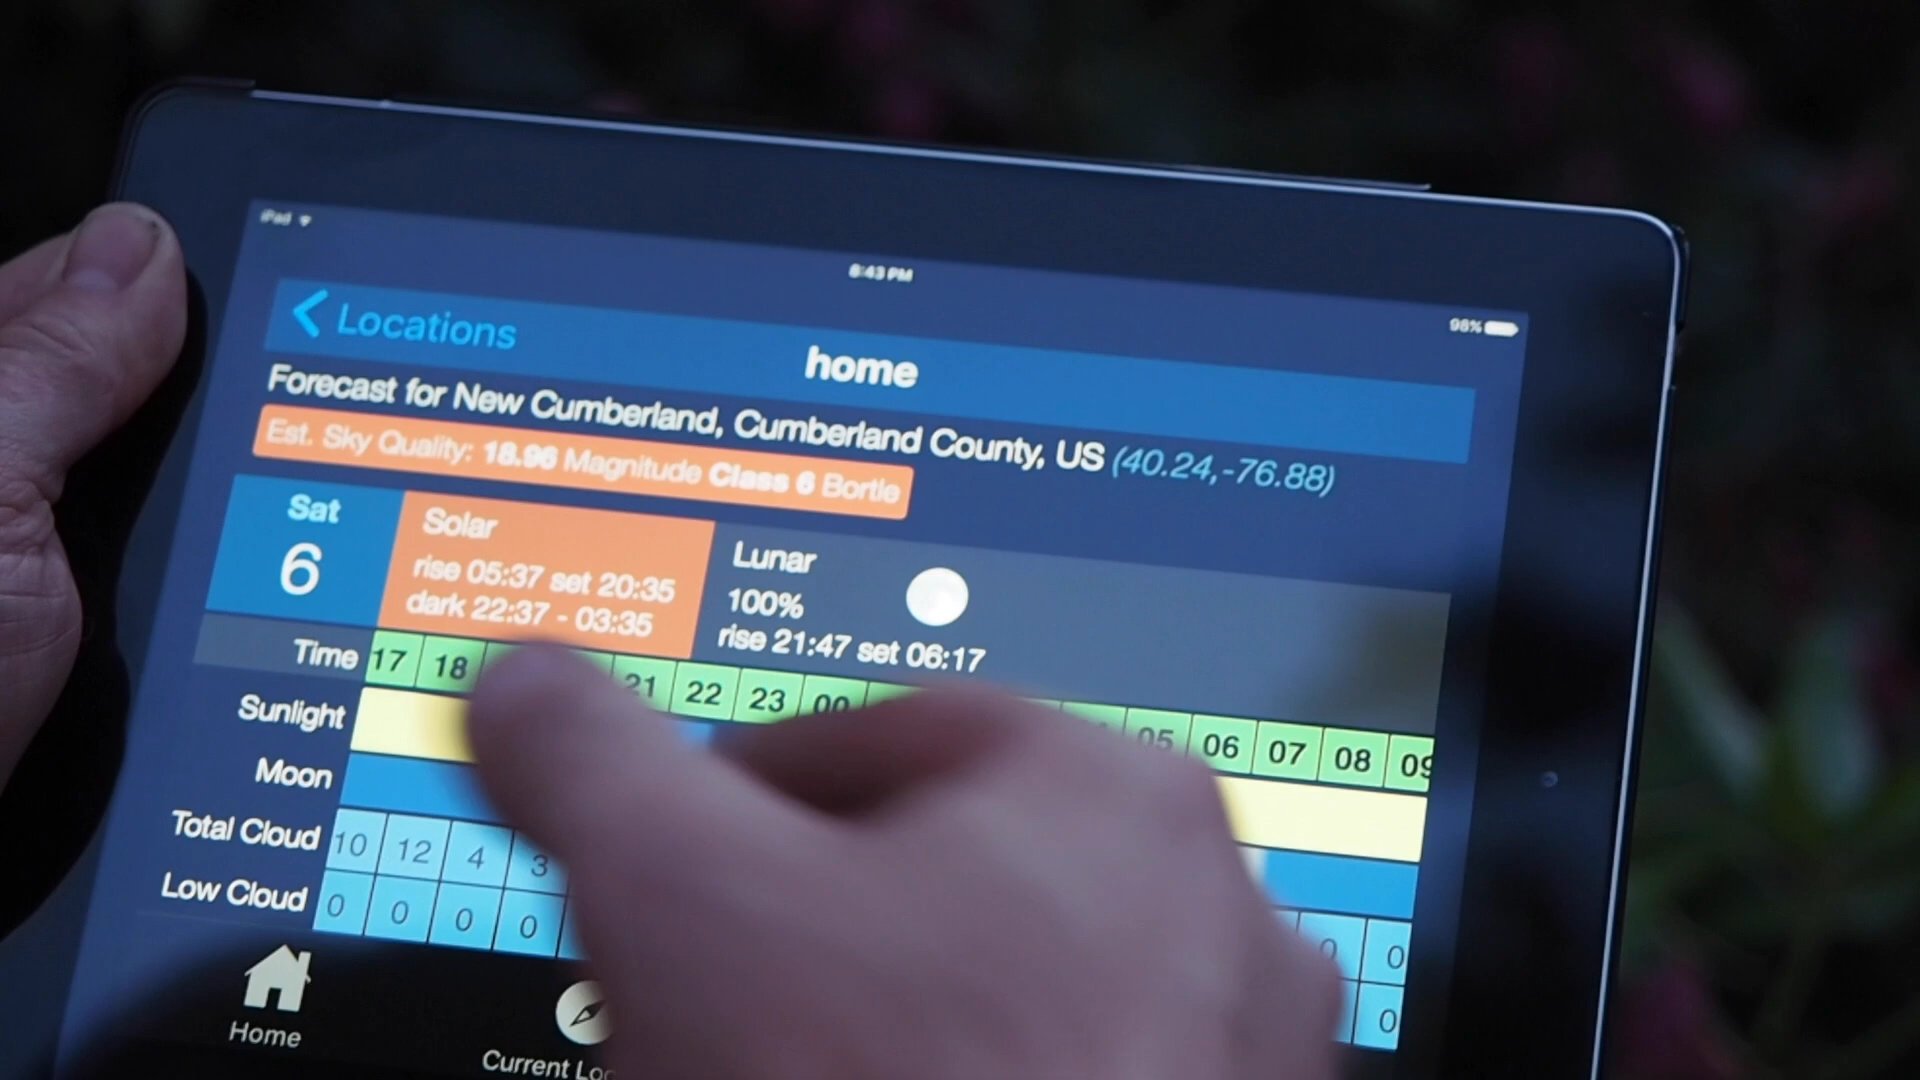 iPad
8:43 PM
98%
Locations
home
Forecast for New Cumberland, Cumberland County, US (40.24,-76.88)
Est. Sky Quality: 18.96 Magnitude Class 6 Bortle
Sat
6
Solar
rise 05:37 set 20:35
dark 22:37 - 03:35
Lunar
100%
rise 21:47 set 06:17
Time 17 18 21 22 23 00 05 06 07 08 09
Sunlight
Moon
Total Cloud 10 12 4 3 0 0
Low Cloud 0 0 0 0 0
Home
Current Loc